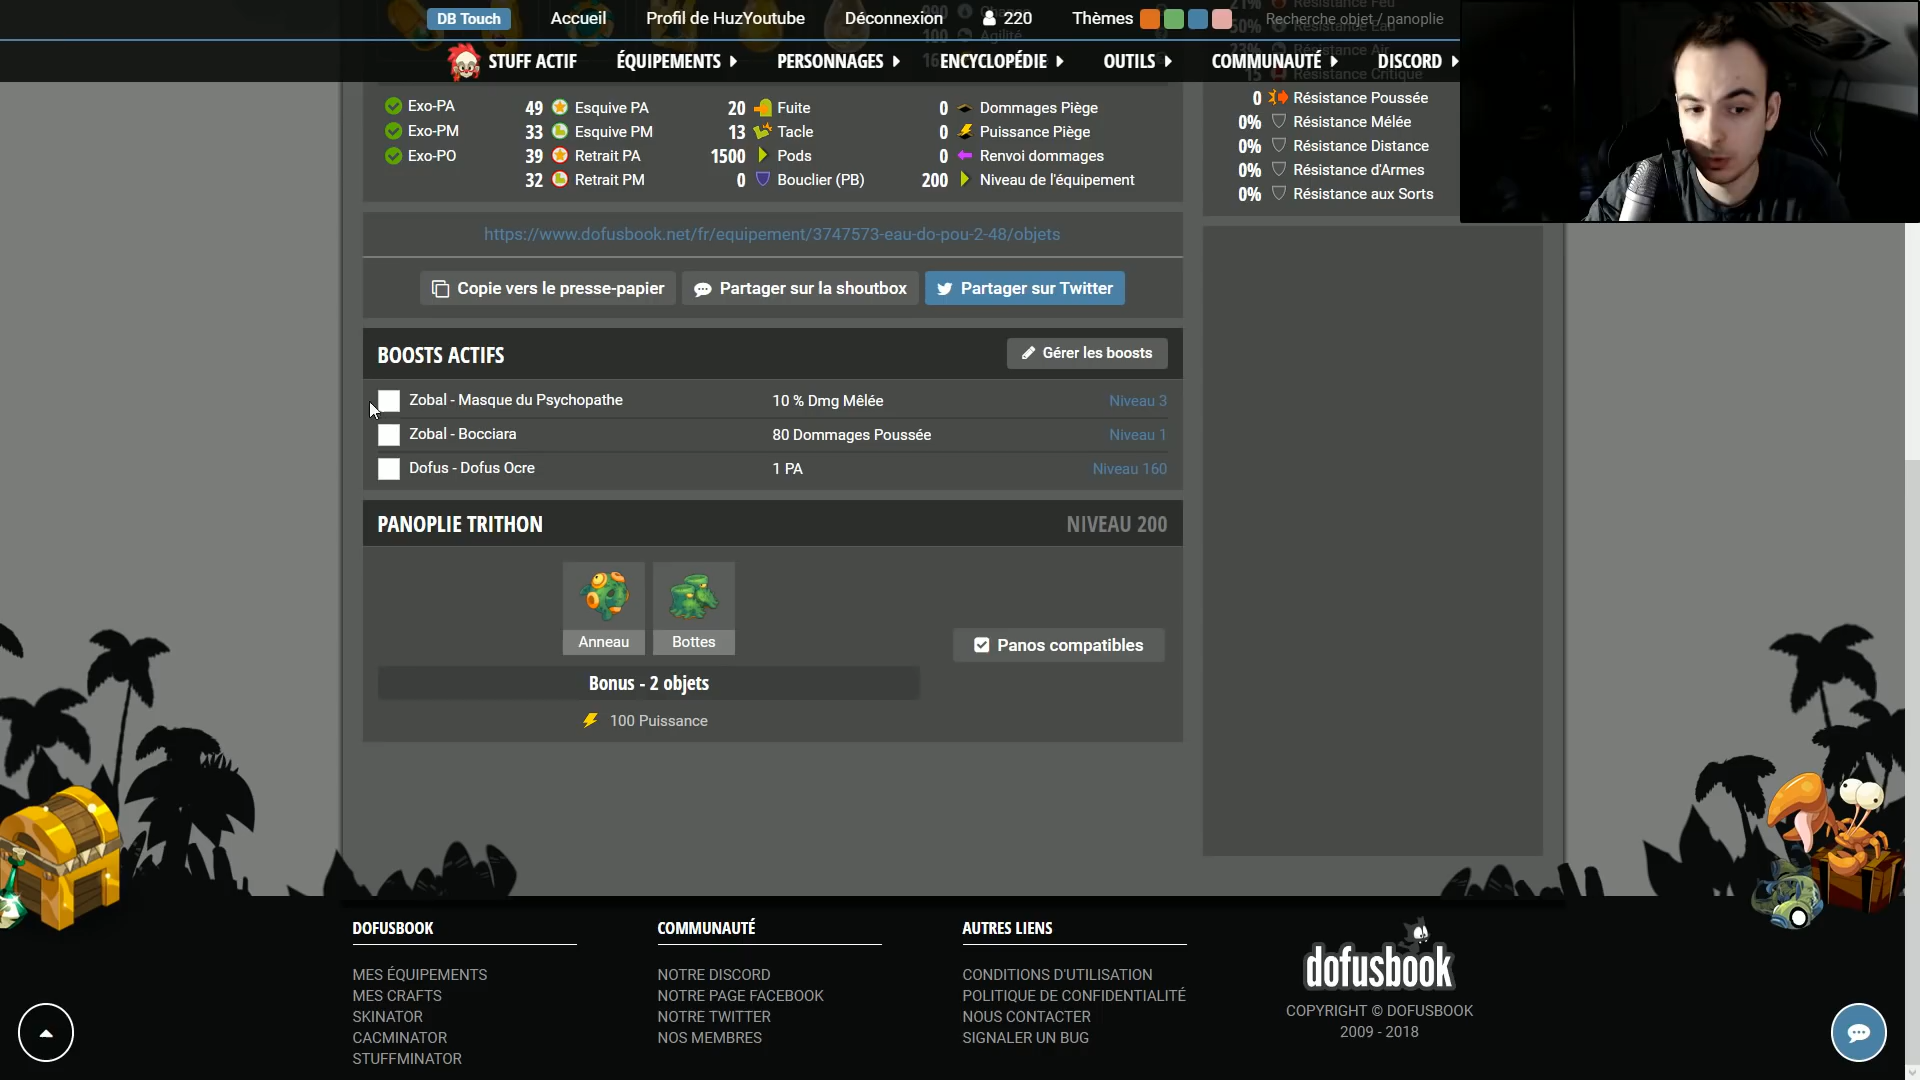 DB Touch Accueil Profil de HuzYoutube Déconnexion 220 Thèmes Recherche objet / panoplie
STUFF ACTIF ÉQUIPEMENTS PERSONNAGES ENCYCLOPÉDIE OUTILS COMMUNAUTÉ DISCORD
Agilité
Résistance Critique
0 Résistance Poussée
0% Résistance Mêlée
0% Résistance Distance
0% Résistance d'Armes
0% Résistance aux Sorts
Exo-PA 49 Esquive PA 20 Fuite 0 Dommages Piège
Exo-PM 33 Esquive PM 13 Tacle 0 Puissance Piège
Exo-PO 39 Retrait PA 1500 Pods 0 Renvoi dommages
32 Retrait PM 0 Bouclier (PB) 200 Niveau de l'équipement
https://www.dofusbook.net/fr/equipement/3747573-eau-do-pou-2-48/objets
Copie vers le presse-papier Partager sur la shoutbox Partager sur Twitter
BOOSTS ACTIFS Gérer les boosts
Zobal - Masque du Psychopathe 10 % Dmg Mêlée Niveau 3
Zobal - Bocciara 80 Dommages Poussée Niveau 1
Dofus - Dofus Ocre 1 PA Niveau 160
PANOPLIE TRITHON NIVEAU 200
Anneau Bottes
Panos compatibles
Bonus - 2 objets
100 Puissance
DOFUSBOOK
MES ÉQUIPEMENTS
MES CRAFTS
SKINATOR
CACMINATOR
STUFFMINATOR
COMMUNAUTÉ
NOTRE DISCORD
NOTRE PAGE FACEBOOK
NOTRE TWITTER
NOS MEMBRES
AUTRES LIENS
CONDITIONS D'UTILISATION
POLITIQUE DE CONFIDENTIALITÉ
NOUS CONTACTER
SIGNALER UN BUG
dofusbook
COPYRIGHT © DOFUSBOOK
2009 - 2018